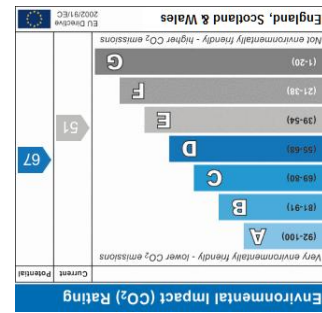 Environmental Impact (CO₂) Rating
Current Potential
Very environmentally friendly - lower CO₂ emissions
(92-100) A
(81-91) B
(69-80) C
(55-68) D
(39-54) E
(21-38) F
(1-20) G
51
67
Not environmentally friendly - higher CO₂ emissions
England, Scotland & Wales
EU Directive
2002/91/EC